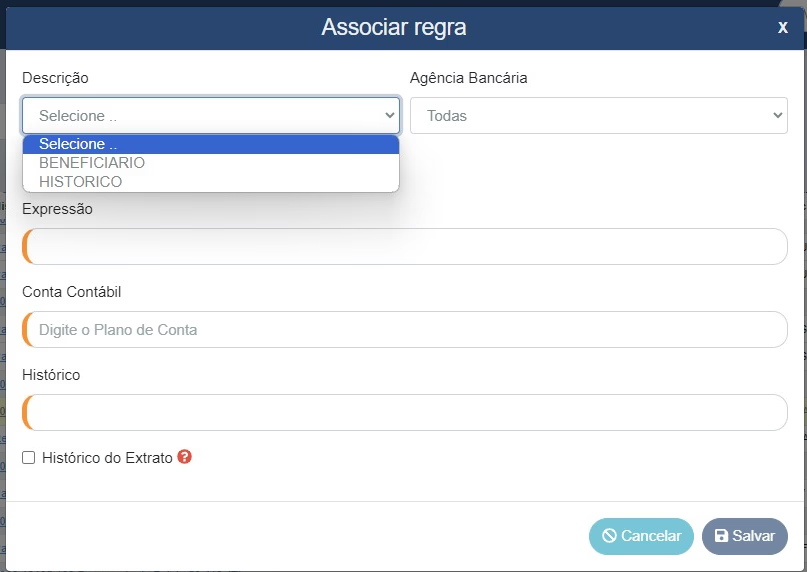 Associar regra
X
Descrição
Agência Bancária
Selecione ..
Todas
Selecione ..
BENEFICIARIO
HISTORICO
Expressão
Conta Contábil
Digite o Plano de Conta
Histórico
Histórico do Extrato ?
Cancelar
Salvar